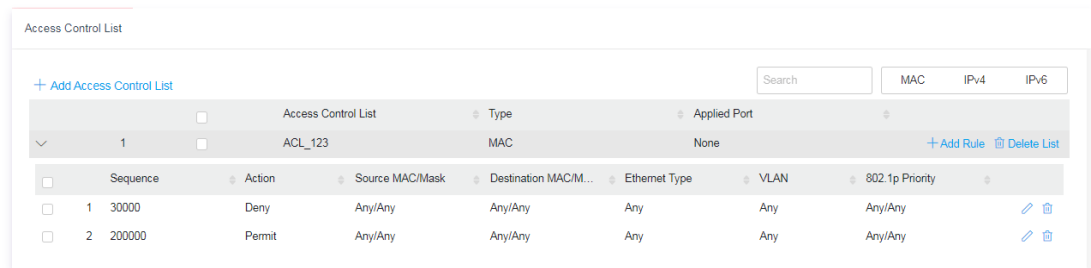 Access Control List
+ Add Access Control List Search MAC IPv4 IPv6
Access Control List Type Applied Port
1 ACL_123 MAC None + Add Rule Delete List
Sequence Action Source MAC/Mask Destination MAC/M... Ethernet Type VLAN 802.1p Priority
1 30000 Deny Any/Any Any/Any Any Any Any/Any
2 200000 Permit Any/Any Any/Any Any Any Any/Any